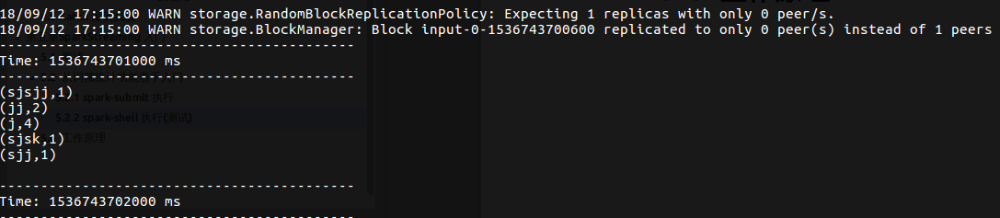 18/09/12 17:15:00 WARN storage.RandomBlockReplicationPolicy: Expecting 1 replicas with only 0 peer/s.
18/09/12 17:15:00 WARN storage.BlockManager: Block input-0-1536743700600 replicated to only 0 peer(s) instead of 1 peers
-------------------------------------------
Time: 1536743701000 ms
-------------------------------------------
(sjsjj,1)
(jj,2)
spark-submit 执行
(j,4)
5.2.2 spark-shell 执行(测试)
(sjsk,1)
工作原理
(sjj,1)
-------------------------------------------
Time: 1536743702000 ms
-------------------------------------------